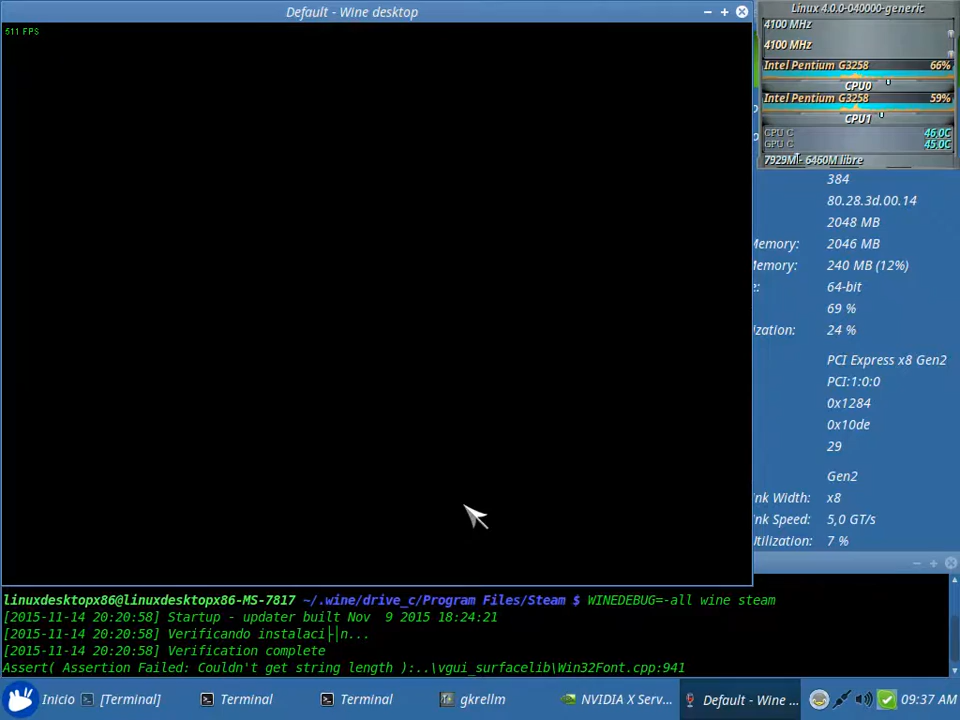 Default - Wine desktop
511 FPS
Linux 4.0.0-040000-generic
4100 MHz
4100 MHz
Intel Pentium G3258 66%
CPU0
Intel Pentium G3258 59%
CPU1
CPU C 46.0C
GPU C 45.0C
7929M - 6460M libre
384
80.28.3d.00.14
2048 MB
Memory: 2046 MB
Memory: 240 MB (12%)
e: 64-bit
69 %
ization: 24 %
PCI Express x8 Gen2
PCI:1:0:0
0x1284
0x10de
29
Gen2
nk Width: x8
nk Speed: 5,0 GT/s
Utilization: 7 %
linuxdesktopx86@linuxdesktopx86-MS-7817 ~/.wine/drive_c/Program Files/Steam $ WINEDEBUG=-all wine steam
[2015-11-14 20:20:58] Startup - updater built Nov  9 2015 18:24:21
[2015-11-14 20:20:58] Verificando instalaci├│n...
[2015-11-14 20:20:58] Verification complete
Assert( Assertion Failed: Couldn't get string length ):..\vgui_surfacelib\Win32Font.cpp:941
Inicio [Terminal] Terminal Terminal gkrellm NVIDIA X Serv... Default - Wine ... 09:37 AM